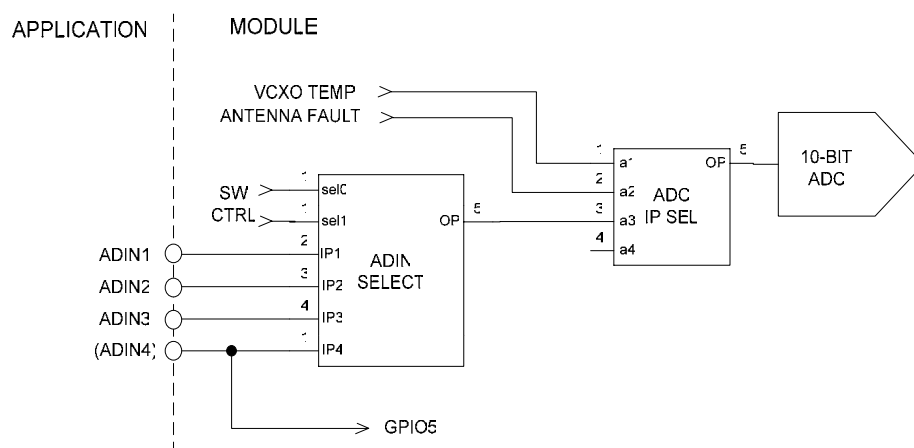 APPLICATION
MODULE
VCXO TEMP
ANTENNA FAULT
1
a1
OP
5
2
a2
ADC
IP SEL
3
a3
4
a4
10-BIT
ADC
SW
CTRL
1
sel0
1
sel1
OP
5
ADIN1
2
IP1
ADIN
SELECT
ADIN2
3
IP2
ADIN3
4
IP3
(ADIN4)
1
IP4
GPIO5